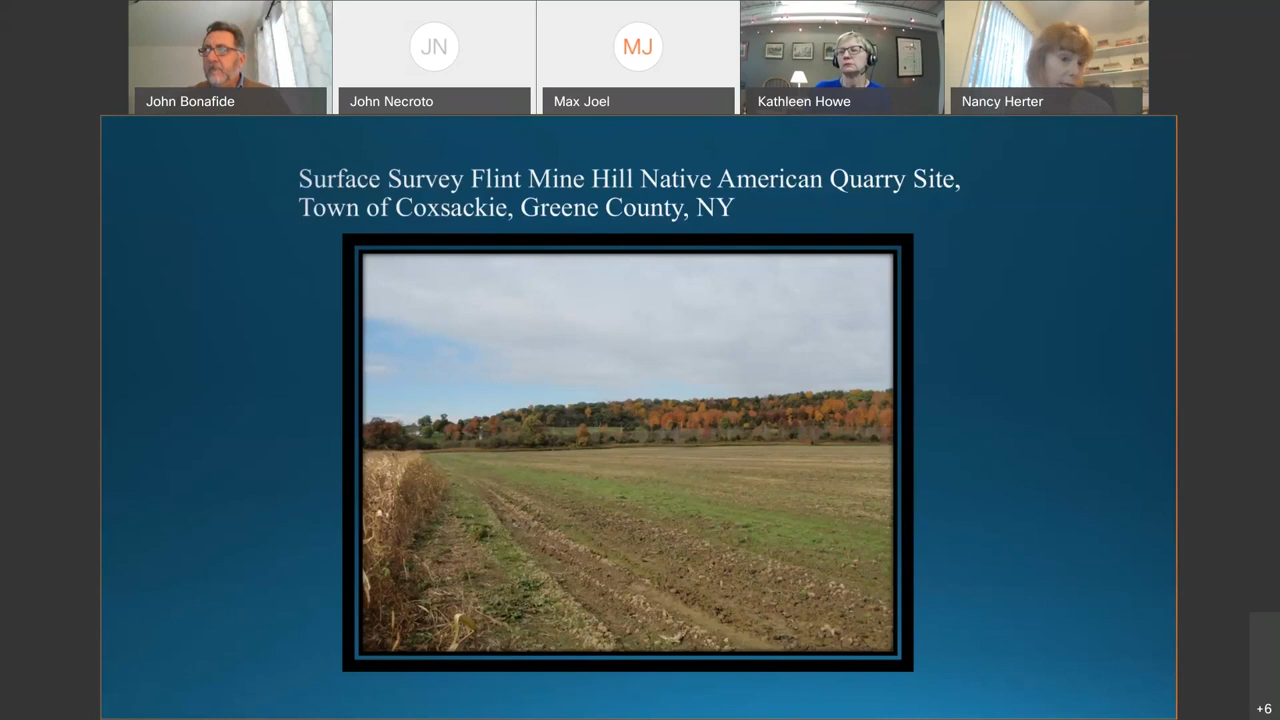 John Bonafide
JN
John Necroto
MJ
Max Joel
Kathleen Howe
Nancy Herter
Surface Survey Flint Mine Hill Native American Quarry Site,
Town of Coxsackie, Greene County, NY
+6